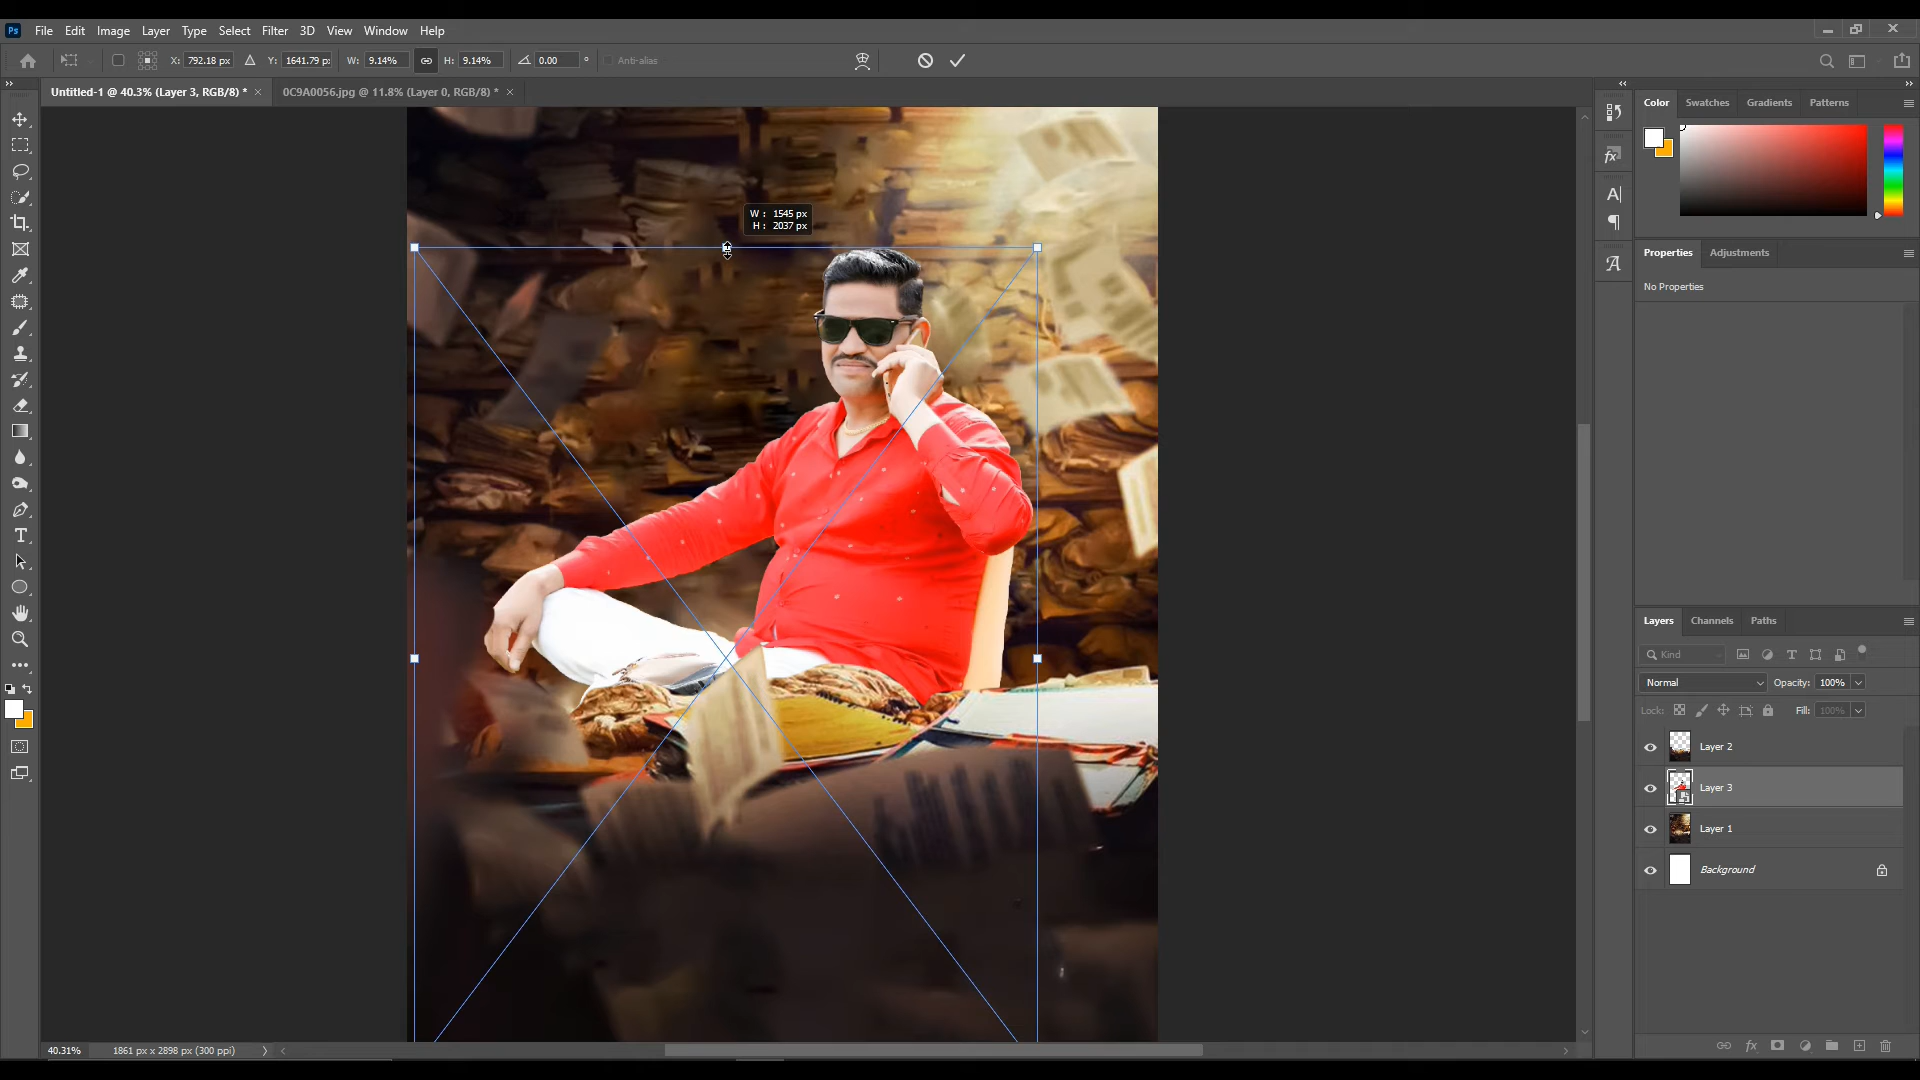 Ps File Edit Image Layer Type Select Filter 3D View Window Help
X: 792.18 px Y: 1641.79 px W: 9.14% H: 9.14% 0.00 ° Anti-alias
Untitled-1 @ 40.3% (Layer 3, RGB/8) * × 0C9A0056.jpg @ 11.8% (Layer 0, RGB/8) * ×
Color Swatches Gradients Patterns
W : 1545 px
H : 2037 px
Properties Adjustments
No Properties
Layers Channels Paths
Kind
Normal Opacity: 100%
Lock: Fill: 100%
Layer 2
Layer 3
Layer 1
Background
40.31% 1861 px x 2898 px (300 ppi)